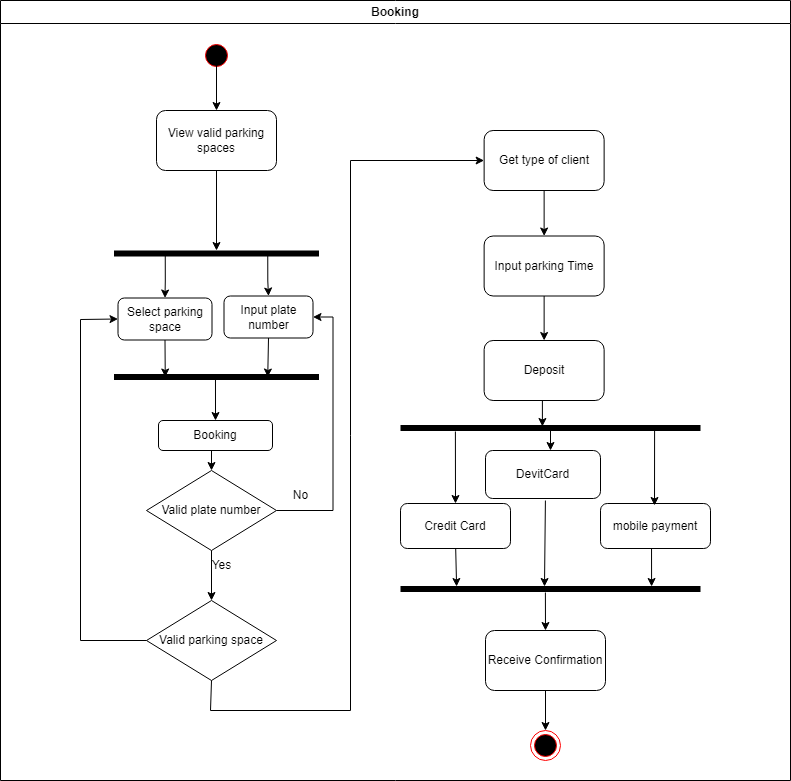 Booking
View valid parking
spaces
Select parking
space
Input plate
number
Booking
Valid plate number
No
Yes
Valid parking space
Get type of client
Input parking Time
Deposit
DevitCard
Credit Card
mobile payment
Receive Confirmation